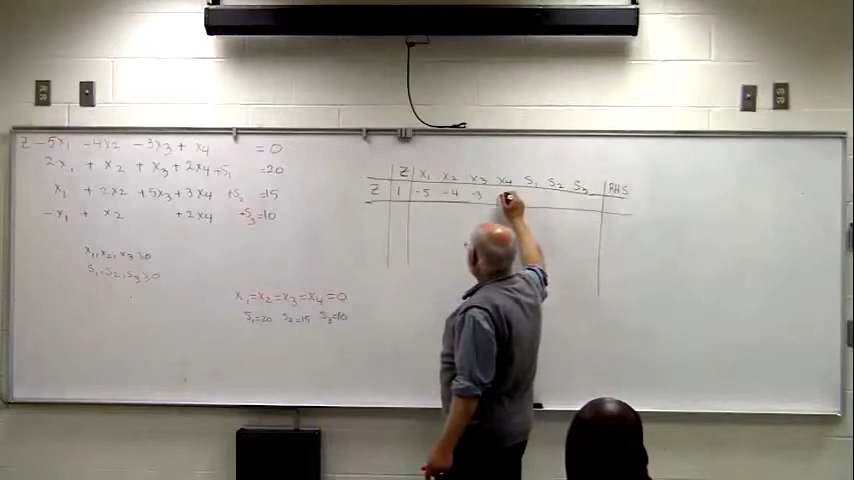 Z -5x₁ -4x₂ -3x₃ + x₄ = 0
2x₁ + x₂ + x₃ + 2x₄ + S₁ = 20
x₁ + 2x₂ + 5x₃ + 3x₄ + S₂ = 15
-x₁ + x₂ + 2x₄ + S₃ = 10
x₁, x₂, x₃ ≥ 0
S₁, S₂, S₃ ≥ 0
x₁ = x₂ = x₃ = x₄ = 0
S₁=20 S₂=15 S₃=10
Z x₁ x₂ x₃ x₄ S₁ S₂ S₃ RHS
Z 1 -5 -4 -3